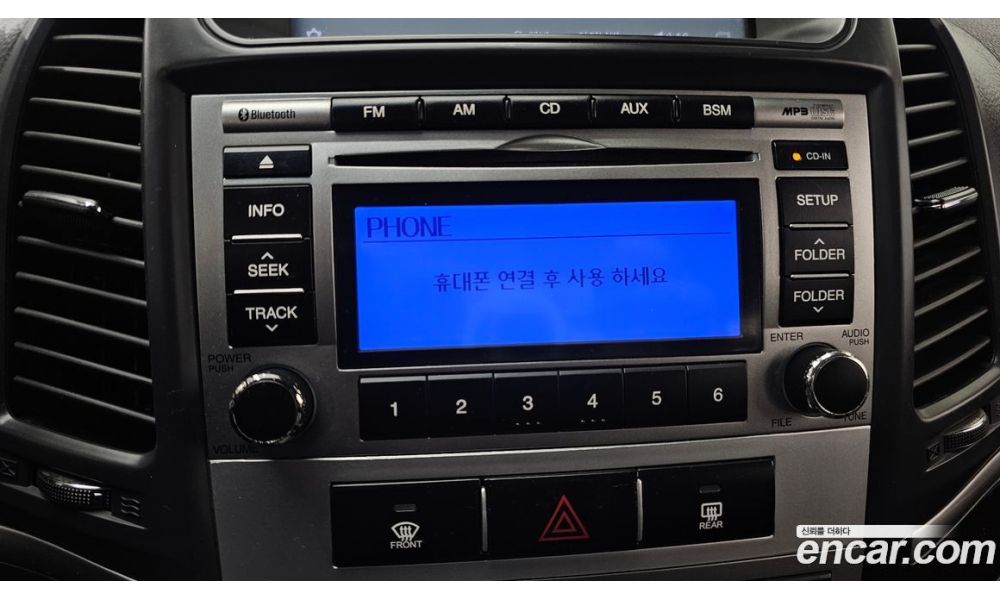 Bluetooth
FM
AM
CD
AUX
BSM
MP3
CD-IN
INFO
SETUP
PHONE
SEEK
FOLDER
휴대폰 연결 후 사용 하세요
TRACK
FOLDER
ENTER
AUDIO
PUSH
POWER
PUSH
1
2
3
4
5
6
VOLUME
FILE
TUNE
FRONT
REAR
신뢰를 더하다
encar.com